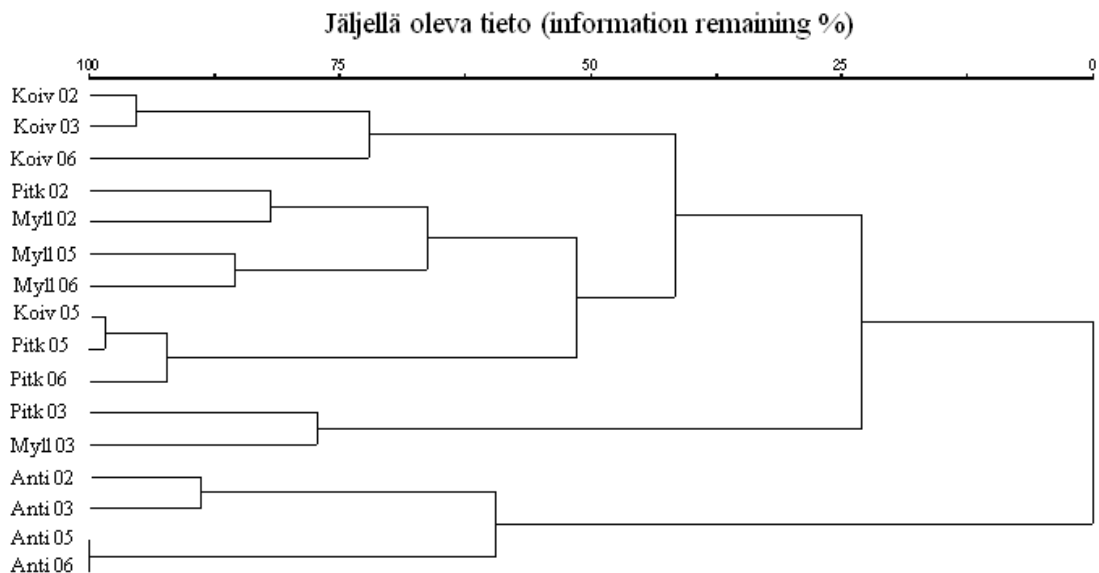 Jäljellä oleva tieto (information remaining %)
100 75 50 25 0
Koiv 02
Koiv 03
Koiv 06
Pitk 02
Myll 02
Myll 05
Myll 06
Koiv 05
Pitk 05
Pitk 06
Pitk 03
Myll 03
Anti 02
Anti 03
Anti 05
Anti 06